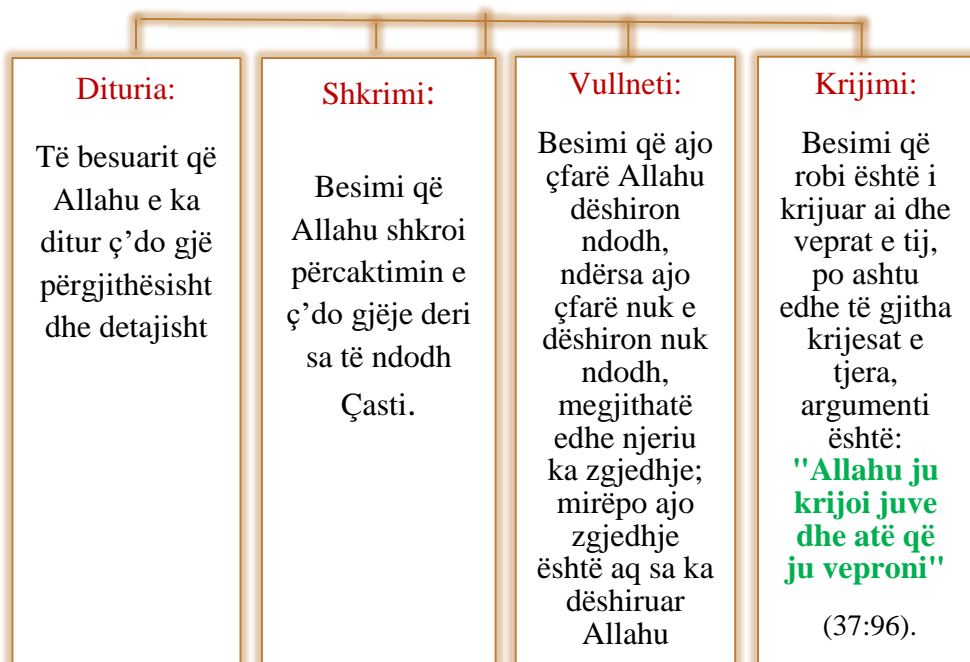 Dituria:
Të besuarit që
Allahu e ka
ditur ç’do gjë
përgjithësisht
dhe detajisht
Shkrimi:
Besimi që
Allahu shkroi
përcaktimin e
ç’do gjëje deri
sa të ndodh
Çasti.
Vullneti:
Besimi që ajo
çfarë Allahu
dëshiron
ndodh,
ndërsa ajo
çfarë nuk e
dëshiron nuk
ndodh,
megjithatë
edhe njeriu
ka zgjedhje;
mirëpo ajo
zgjedhje
është aq sa ka
dëshiruar
Allahu
Krijimi:
Besimi që
robi është i
krijuar ai dhe
veprat e tij,
po ashtu
edhe të gjitha
krijesat e
tjera,
argumenti
është:
"Allahu ju
krijoi juve
dhe atë që
ju veproni"
(37:96).